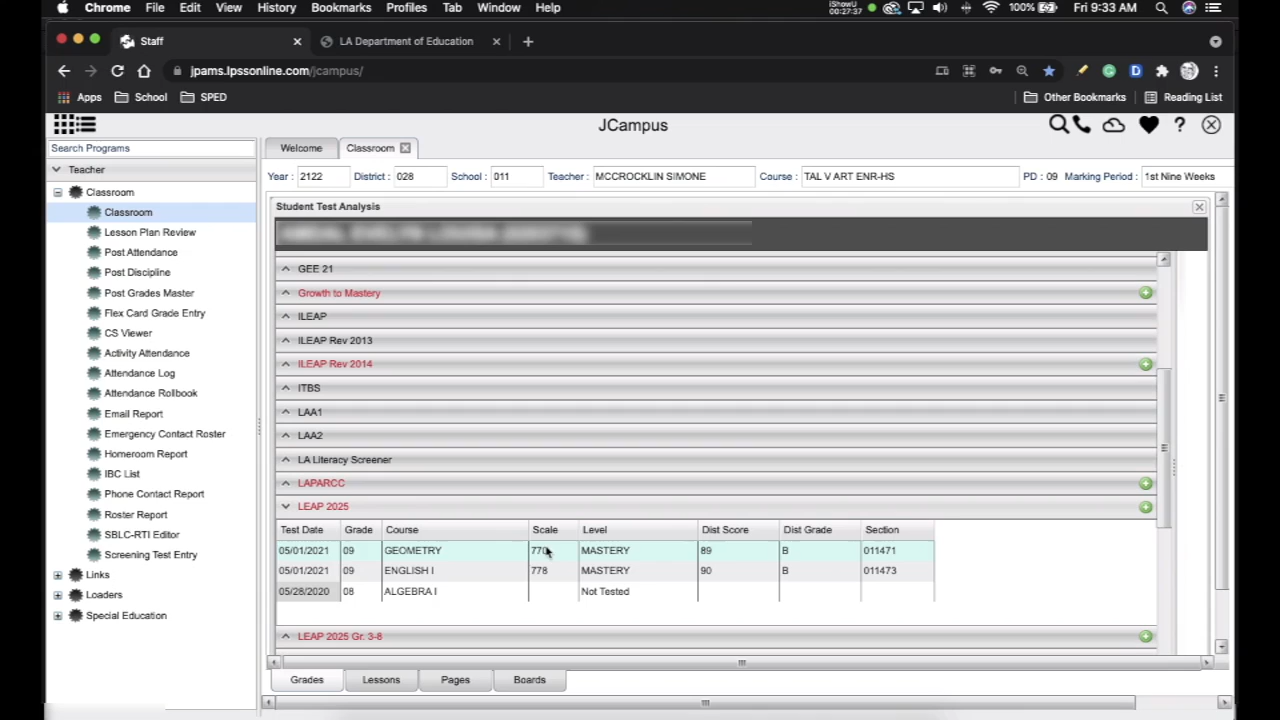 Chrome File Edit View History Bookmarks Profiles Tab Window Help iShowU 00:27:37 100% Fri 9:33 AM
Staff LA Department of Education
jpams.lpssonline.com/jcampus/
Apps School SPED Other Bookmarks Reading List
JCampus
Search Programs Welcome Classroom
Teacher
Year : 2122 District : 028 School : 011 Teacher : MCCROCKLIN SIMONE Course : TAL V ART ENR-HS PD : 09 Marking Period : 1st Nine Weeks
Classroom
Classroom
Lesson Plan Review
Post Attendance
Post Discipline
Post Grades Master
Flex Card Grade Entry
CS Viewer
Activity Attendance
Attendance Log
Attendance Rollbook
Email Report
Emergency Contact Roster
Homeroom Report
IBC List
Phone Contact Report
Roster Report
SBLC-RTI Editor
Screening Test Entry
Links
Loaders
Special Education
Student Test Analysis
GEE 21
Growth to Mastery
ILEAP
ILEAP Rev 2013
ILEAP Rev 2014
ITBS
LAA1
LAA2
LA Literacy Screener
LAPARCC
LEAP 2025
Test Date Grade Course Scale Level Dist Score Dist Grade Section
05/01/2021 09 GEOMETRY MASTERY 89 B 011471
05/01/2021 09 ENGLISH I 778 MASTERY 90 B 011473
05/28/2020 08 ALGEBRA I Not Tested
LEAP 2025 Gr. 3-8
Grades Lessons Pages Boards